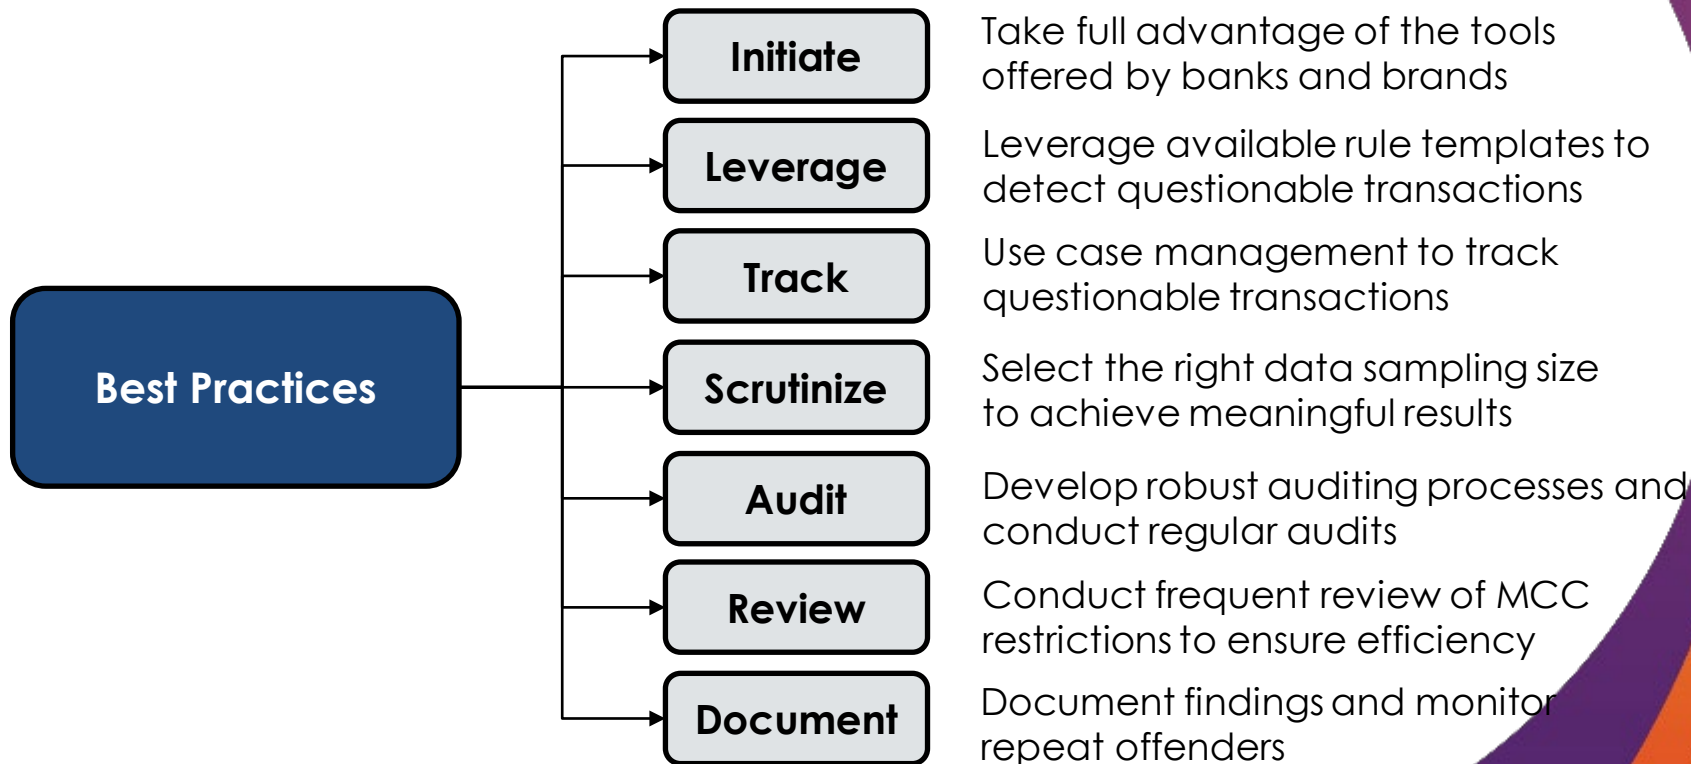 Best Practices
Initiate
Take full advantage of the tools
offered by banks and brands
Leverage
Leverage available rule templates to
detect questionable transactions
Track
Use case management to track
questionable transactions
Scrutinize
Select the right data sampling size
to achieve meaningful results
Audit
Develop robust auditing processes and
conduct regular audits
Review
Conduct frequent review of MCC
restrictions to ensure efficiency
Document
Document findings and monitor
repeat offenders